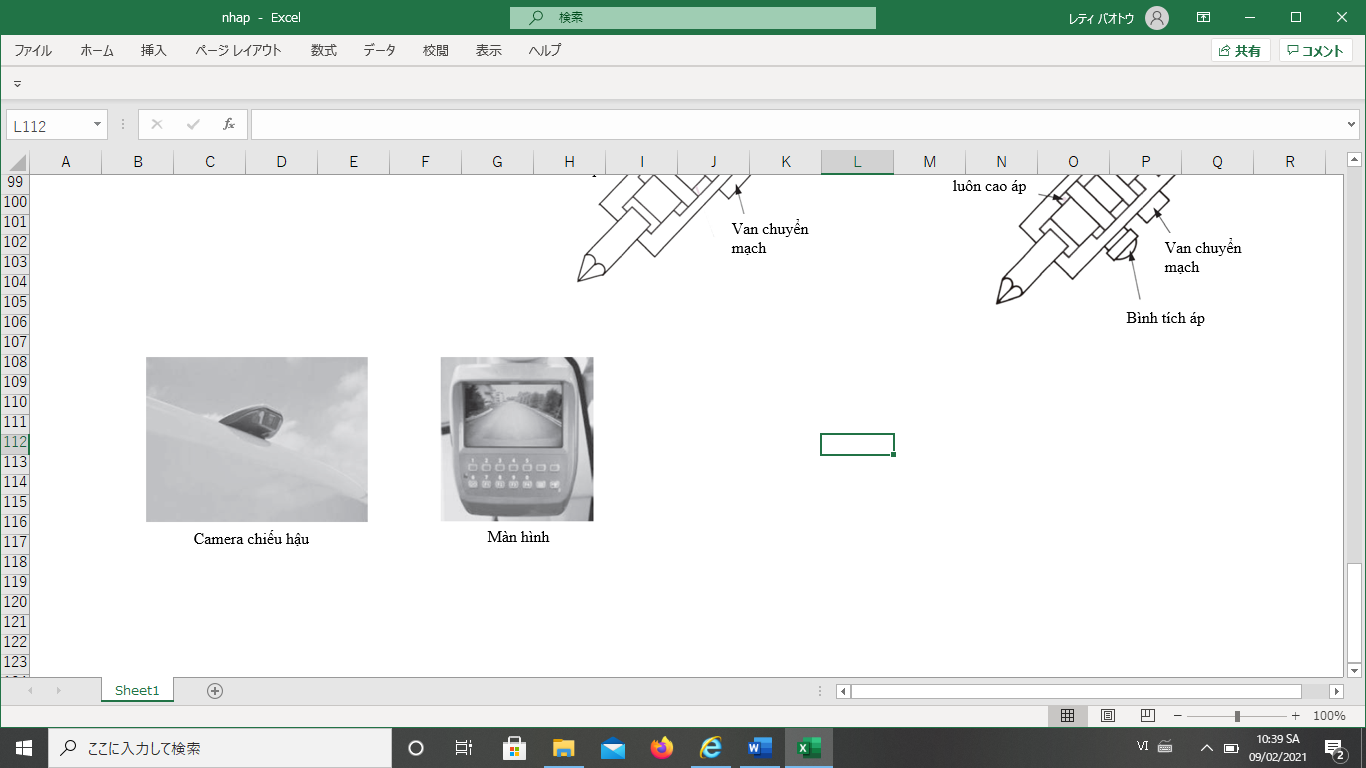 nhap - Excel
検索
レティ バオトウ
ファイル ホーム 挿入 ページ レイアウト 数式 データ 校閲 表示 ヘルプ
共有 コメント
L112
fx
A B C D E F G H I J K L M N O P Q R
99
100
101
102
103
104
105
106
107
108
109
110
111
112
113
114
115
116
117
118
119
120
121
122
123
luôn cao áp
Van chuyển
mạch
Van chuyển
mạch
Bình tích áp
Camera chiếu hậu
Màn hình
Sheet1
100%
ここに入力して検索
VI
10:39 SA
09/02/2021
2